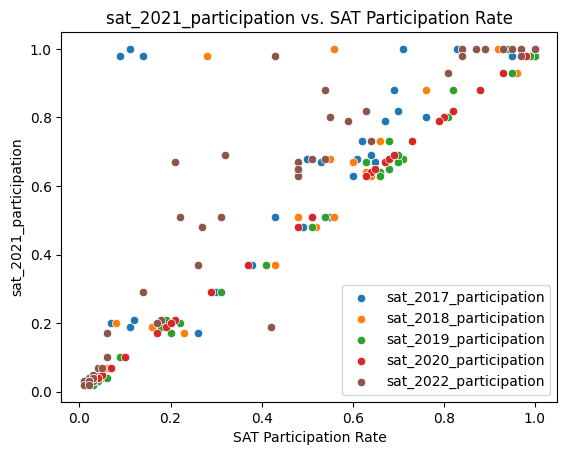 sat_2021_participation vs. SAT Participation Rate
1.0
0.8
0.6
0.4
0.2
0.0
sat_2021_participation
sat_2017_participation
sat_2018_participation
sat_2019_participation
sat_2020_participation
sat_2022_participation
0.0 0.2 0.4 0.6 0.8 1.0
SAT Participation Rate